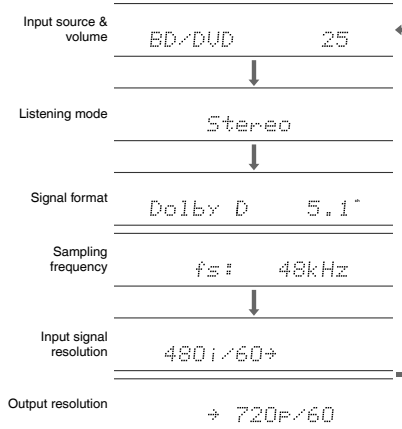 Input source &
volume
BD/DVD 25
Listening mode
Stereo
Signal format
Dolby D 5.1*
Sampling
frequency
fs: 48kHz
Input signal
resolution
480i/60→
Output resolution
→ 720p/60